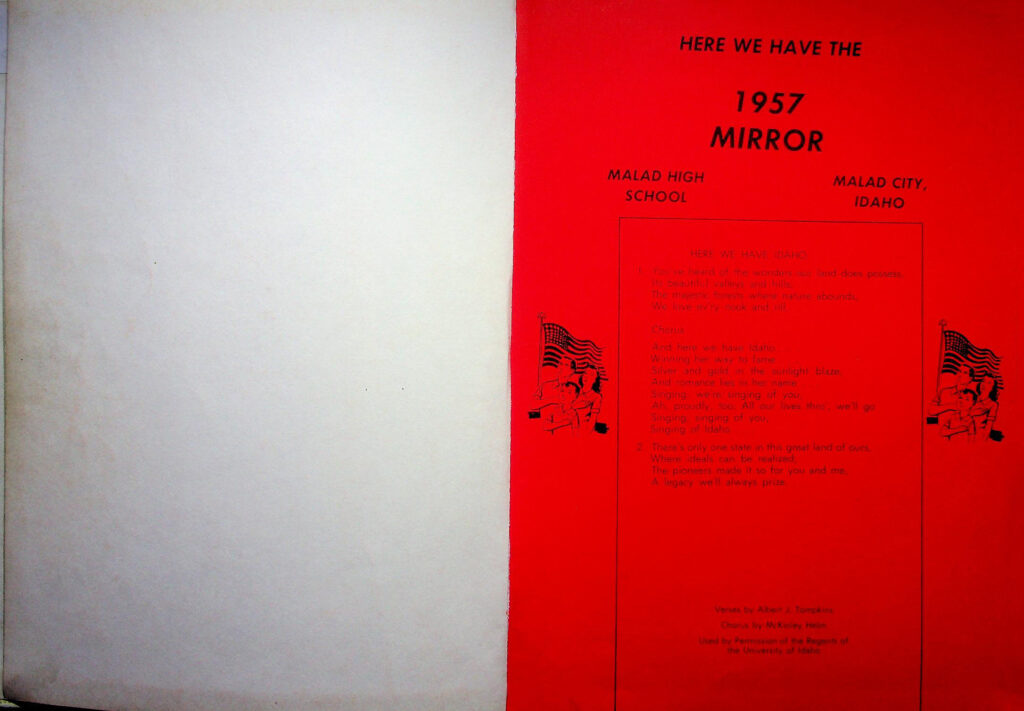 HERE WE HAVE THE
1957
MIRROR
MALAD HIGH
SCHOOL
MALAD CITY,
IDAHO
HERE WE HAVE IDAHO
1. You've heard of the wonders our land does possess,
Its beautiful valleys and hills;
The majestic forests where nature abounds,
We love every nook and rill.
Chorus
And here we have Idaho...
Winning her way to fame...
Silver and gold in the sunlight blaze,
And romance lies in her name...
Singing, we're singing of you,
Ah, proudly, too; All our lives thru', we'll go
Singing, singing of you,
Singing of Idaho.
2. There's only one state in this great land of ours,
Where ideals can be realized;
The pioneers made it so for you and me,
A legacy we'll always prize.
Verses by Albert J. Tompkins
Chorus by McKinley Helm
Used by Permission of the Regents of
the University of Idaho